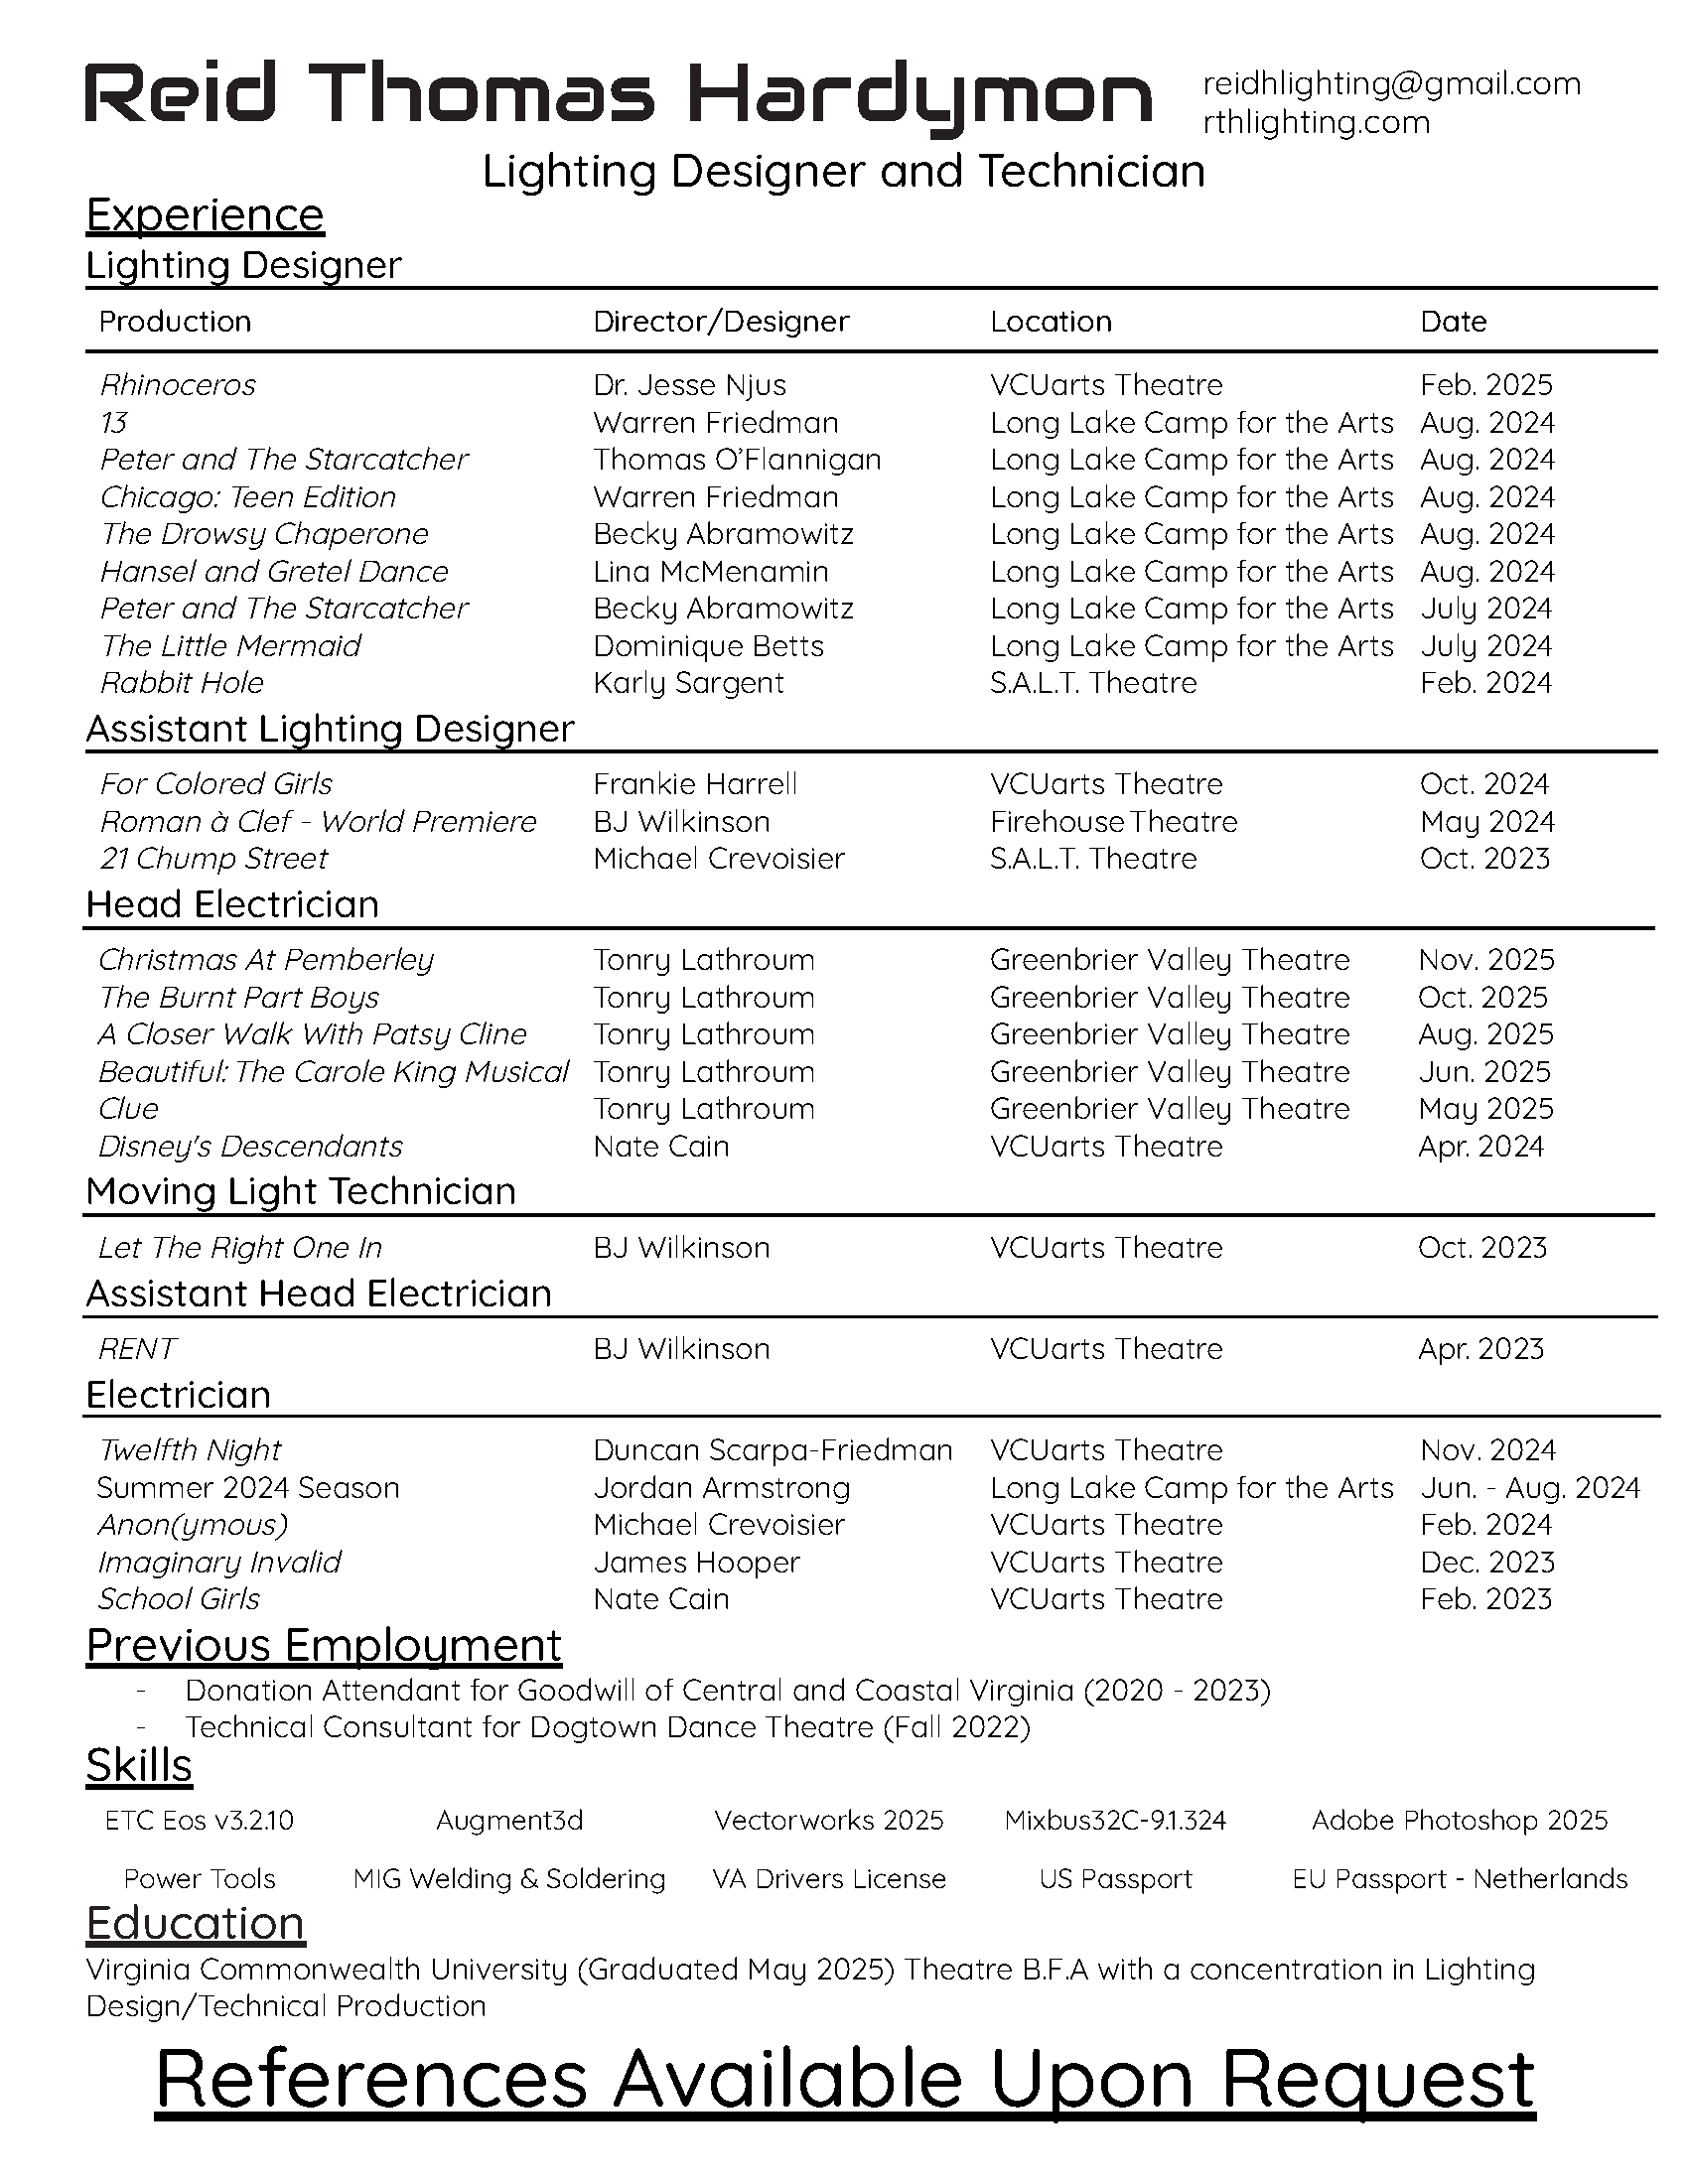 Reid Thomas Hardymon
reidhlighting@gmail.com
rthlighting.com
Lighting Designer and Technician
Experience
Lighting Designer
Production Director/Designer Location Date
Rhinoceros Dr. Jesse Njus VCUarts Theatre Feb. 2025
13 Warren Friedman Long Lake Camp for the Arts Aug. 2024
Peter and The Starcatcher Thomas O'Flannigan Long Lake Camp for the Arts Aug. 2024
Chicago: Teen Edition Warren Friedman Long Lake Camp for the Arts Aug. 2024
The Drowsy Chaperone Becky Abramowitz Long Lake Camp for the Arts Aug. 2024
Hansel and Gretel Dance Lina McMenamin Long Lake Camp for the Arts Aug. 2024
Peter and The Starcatcher Becky Abramowitz Long Lake Camp for the Arts July 2024
The Little Mermaid Dominique Betts Long Lake Camp for the Arts July 2024
Rabbit Hole Karly Sargent S.A.L.T. Theatre Feb. 2024
Assistant Lighting Designer
For Colored Girls Frankie Harrell VCUarts Theatre Oct. 2024
Roman à Clef - World Premiere BJ Wilkinson Firehouse Theatre May 2024
21 Chump Street Michael Crevoisier S.A.L.T. Theatre Oct. 2023
Head Electrician
Christmas At Pemberley Tonry Lathroum Greenbrier Valley Theatre Nov. 2025
The Burnt Part Boys Tonry Lathroum Greenbrier Valley Theatre Oct. 2025
A Closer Walk With Patsy Cline Tonry Lathroum Greenbrier Valley Theatre Aug. 2025
Beautiful: The Carole King Musical Tonry Lathroum Greenbrier Valley Theatre Jun. 2025
Clue Tonry Lathroum Greenbrier Valley Theatre May 2025
Disney's Descendants Nate Cain VCUarts Theatre Apr. 2024
Moving Light Technician
Let The Right One In BJ Wilkinson VCUarts Theatre Oct. 2023
Assistant Head Electrician
RENT BJ Wilkinson VCUarts Theatre Apr. 2023
Electrician
Twelfth Night Duncan Scarpa-Friedman VCUarts Theatre Nov. 2024
Summer 2024 Season Jordan Armstrong Long Lake Camp for the Arts Jun. - Aug. 2024
Anon(ymous) Michael Crevoisier VCUarts Theatre Feb. 2024
Imaginary Invalid James Hooper VCUarts Theatre Dec. 2023
School Girls Nate Cain VCUarts Theatre Feb. 2023
Previous Employment
- Donation Attendant for Goodwill of Central and Coastal Virginia (2020 - 2023)
- Technical Consultant for Dogtown Dance Theatre (Fall 2022)
Skills
ETC Eos v3.2.10 Augment3d Vectorworks 2025 Mixbus32C-9.1.324 Adobe Photoshop 2025
Power Tools MIG Welding & Soldering VA Drivers License US Passport EU Passport - Netherlands
Education
Virginia Commonwealth University (Graduated May 2025) Theatre B.F.A with a concentration in Lighting
Design/Technical Production
References Available Upon Request